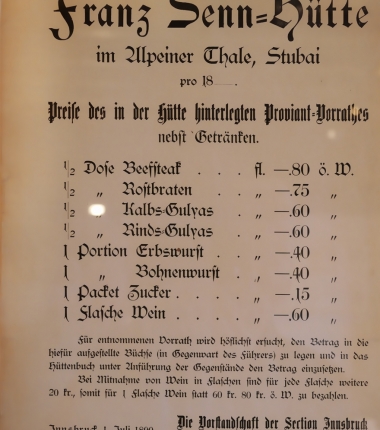 Franz Senn-Hütte
im Alpeiner Thale, Stubai
pro 18
Preise des in der Hütte hinterlegten Proviant-Vorrathes
nebst Getränken.
1/2 Dose Beefsteak . . . fl. —.80 ö. W.
1/2 „ Rostbraten . . . „ —.75 „
1/2 „ Kalbs-Gulyas . . „ —.60 „
1/2 „ Rinds-Gulyas . . „ —.60 „
1 Portion Erbswurst . . „ —.40 „
1 „ Bohnenwurst . „ —.40 „
1 Packet Zucker . . . . „ —.15 „
1 Flasche Wein . . . . „ —.60 „
Für entnommenen Vorrath wird höflichst ersucht, den Betrag in die
hiefür aufgestellte Büchse (in Gegenwart des Führers) zu legen und in das
Hüttenbuch unter Anführung der Gegenstände den Betrag einzusetzen.
Bei Mitnahme von Wein in Flaschen sind für jede Flasche weitere
20 kr., somit für 1 Flasche Wein statt 60 kr. 80 kr. ö. W. zu bezahlen.
Die Vorstandschaft der Section Innsbruck
Innsbruck 1. Juli